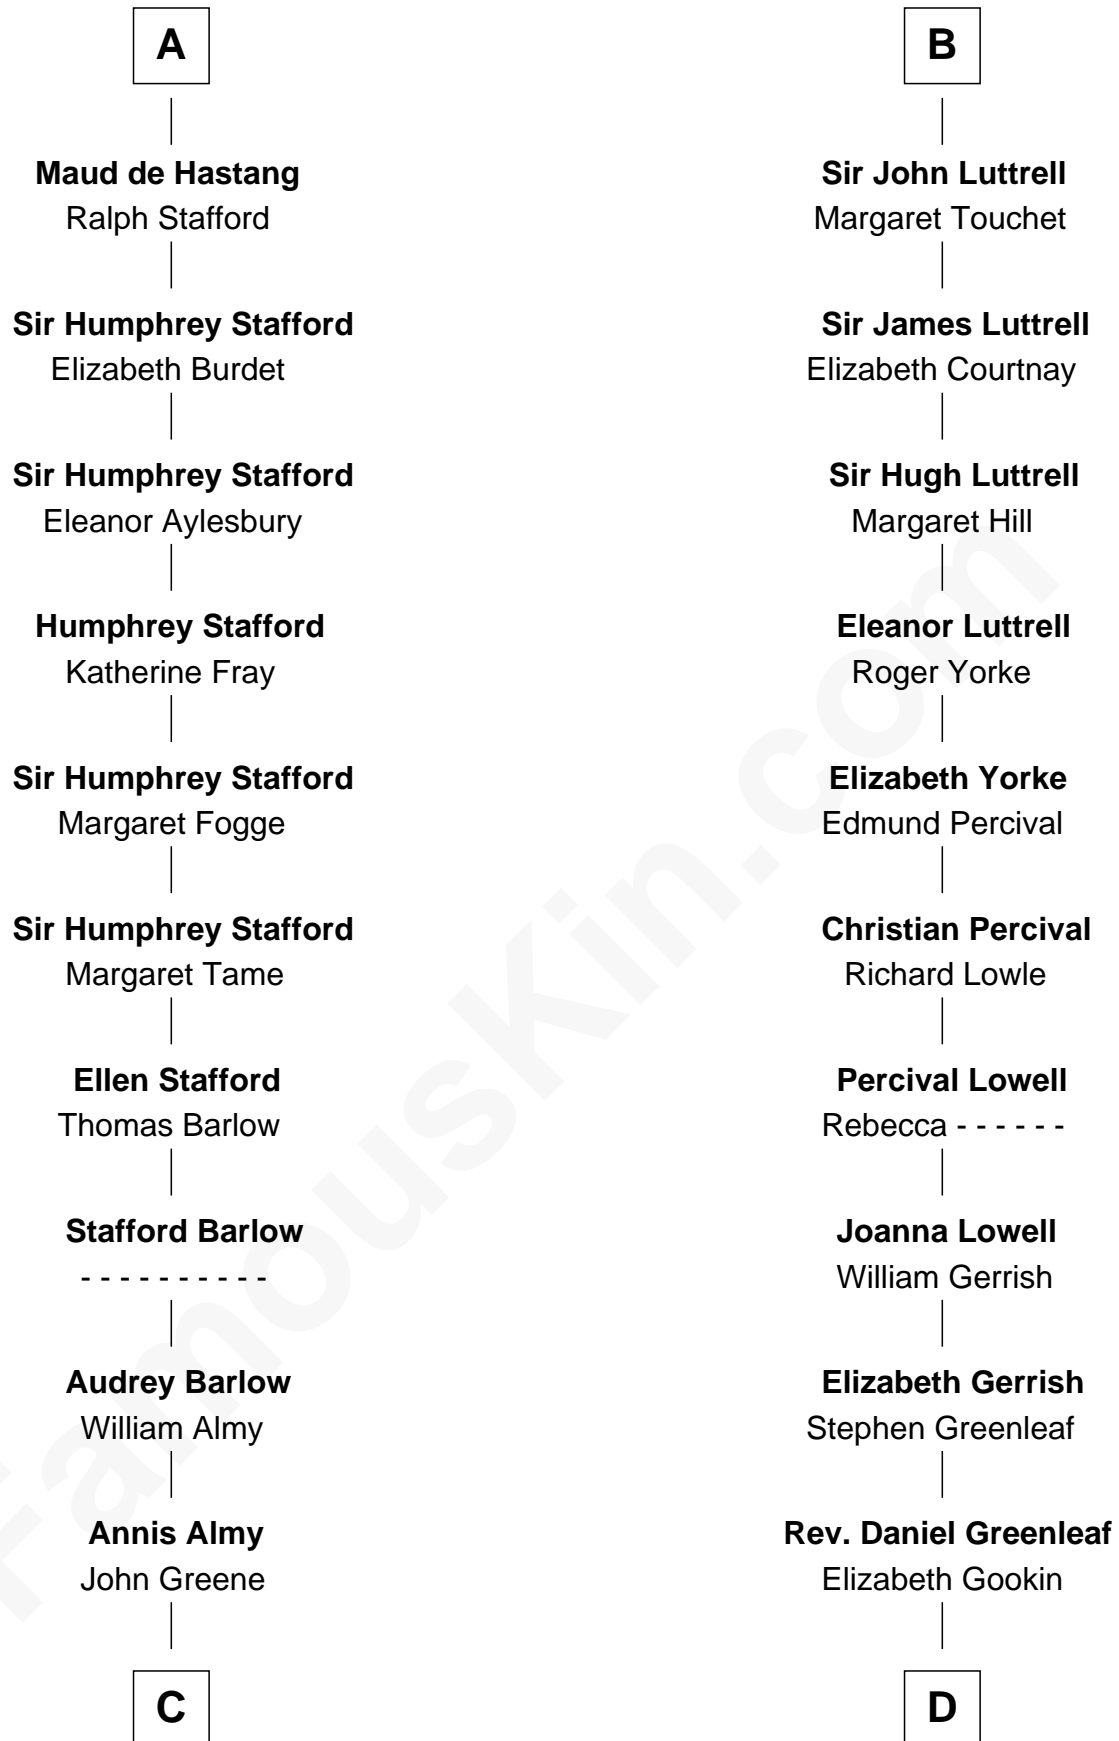 A
Maud de Hastang
Ralph Stafford
Sir Humphrey Stafford
Elizabeth Burdet
Sir Humphrey Stafford
Eleanor Aylesbury
Humphrey Stafford
Katherine Fray
Sir Humphrey Stafford
Margaret Fogge
Sir Humphrey Stafford
Margaret Tame
Ellen Stafford
Thomas Barlow
Stafford Barlow
- - - - - - - - - -
Audrey Barlow
William Almy
Annis Almy
John Greene
C
B
Sir John Luttrell
Margaret Touchet
Sir James Luttrell
Elizabeth Courtnay
Sir Hugh Luttrell
Margaret Hill
Eleanor Luttrell
Roger Yorke
Elizabeth Yorke
Edmund Percival
Christian Percival
Richard Lowle
Percival Lowell
Rebecca - - - - - -
Joanna Lowell
William Gerrish
Elizabeth Gerrish
Stephen Greenleaf
Rev. Daniel Greenleaf
Elizabeth Gookin
D
FamousKin.com